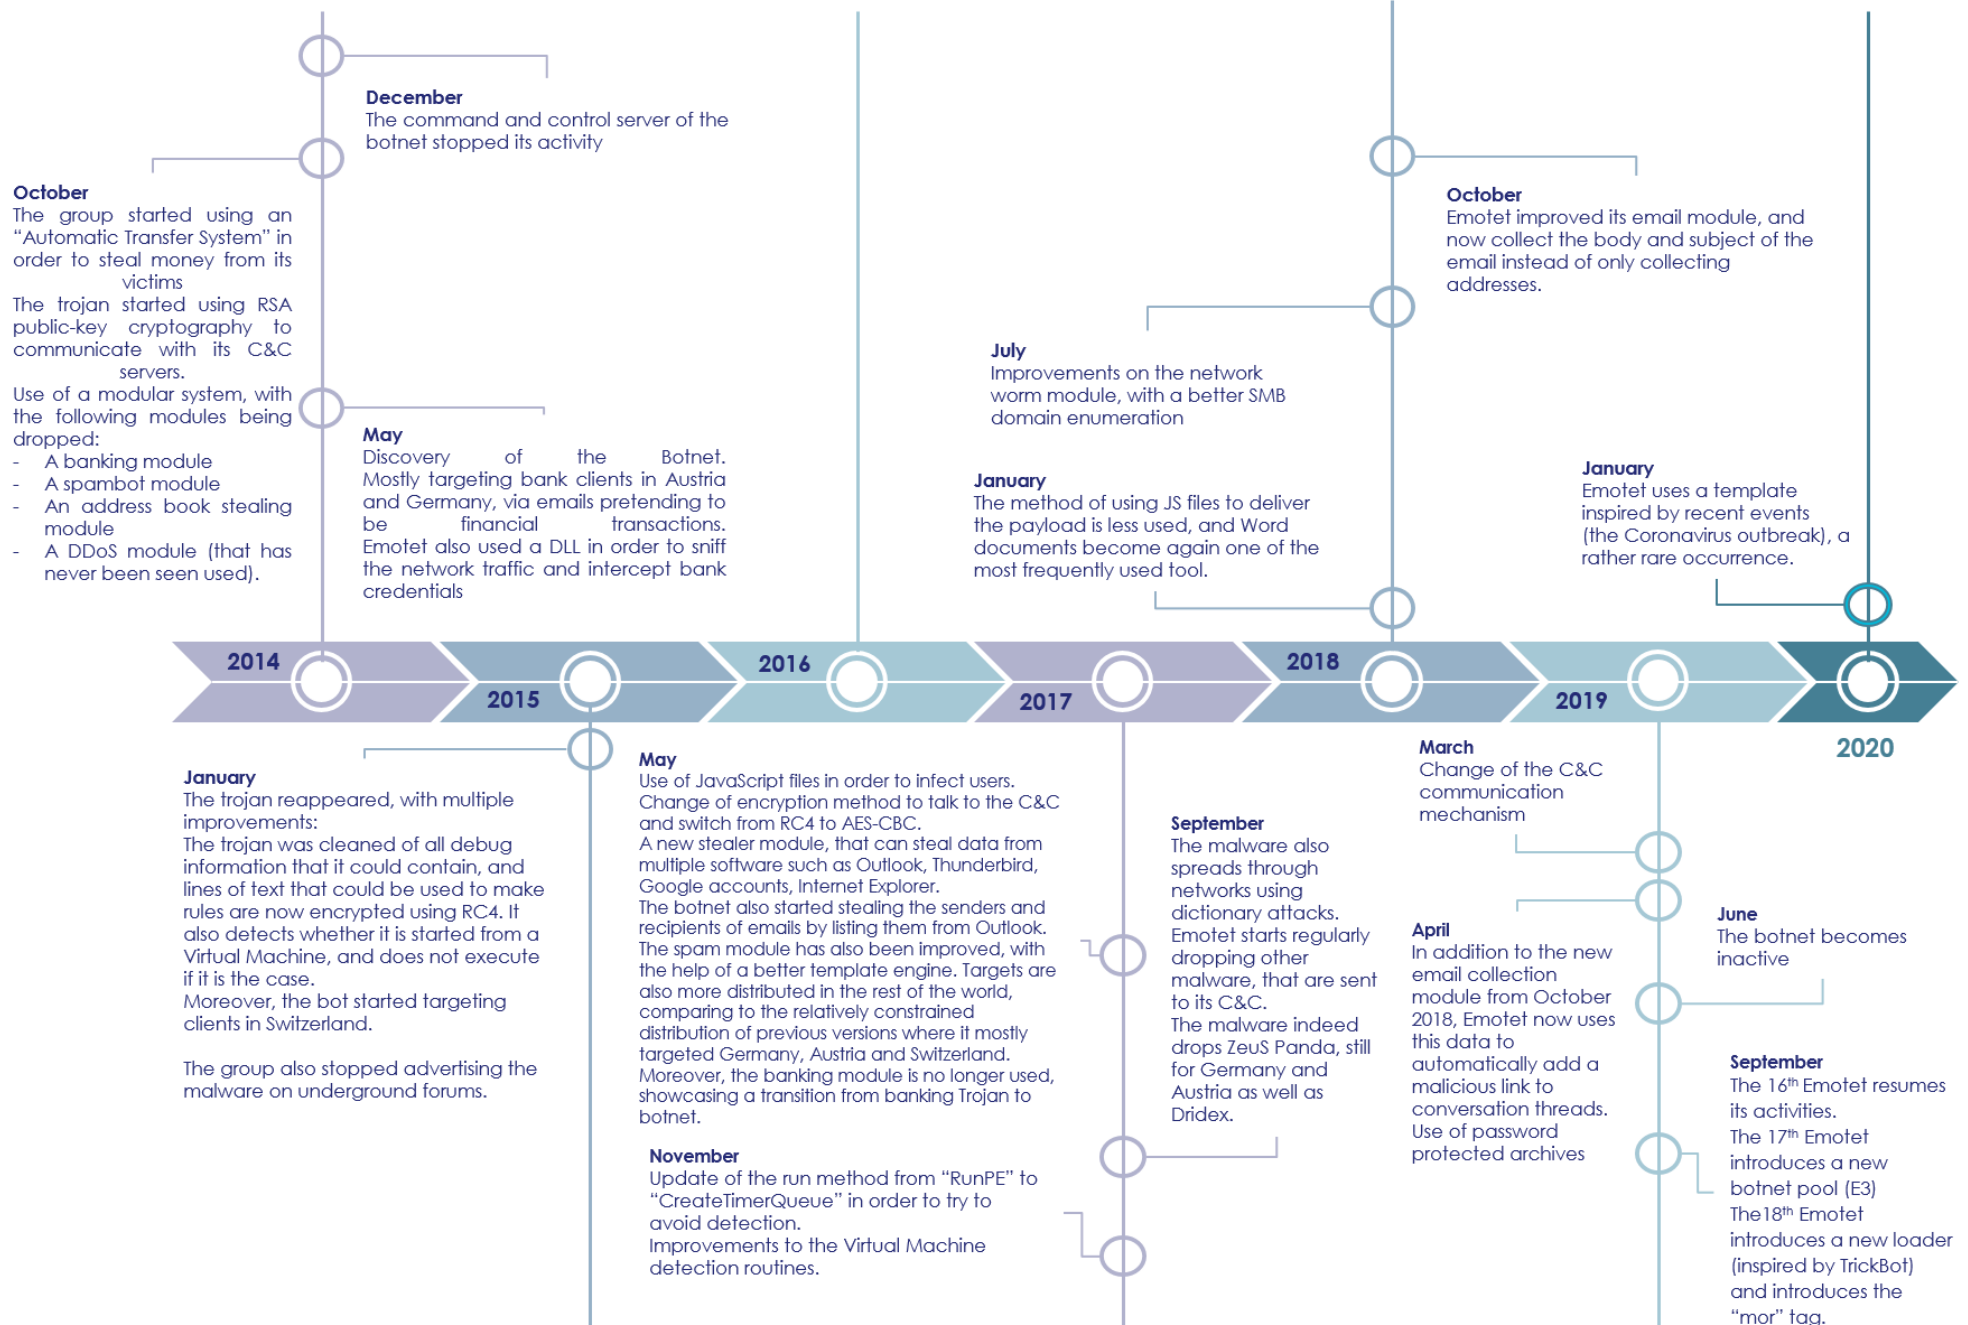 December
The command and control server of the
botnet stopped its activity
October
The group started using an
“Automatic Transfer System” in
order to steal money from its
victims
The trojan started using RSA
public-key cryptography to
communicate with its C&C
servers.
Use of a modular system, with
the following modules being
dropped:
- A banking module
- A spambot module
- An address book stealing
module
- A DDoS module (that has
never been seen used).
May
Discovery of the Botnet.
Mostly targeting bank clients in Austria
and Germany, via emails pretending to
be financial transactions.
Emotet also used a DLL in order to sniff
the network traffic and intercept bank
credentials
October
Emotet improved its email module, and
now collect the body and subject of the
email instead of only collecting
addresses.
July
Improvements on the network
worm module, with a better SMB
domain enumeration
January
The method of using JS files to deliver
the payload is less used, and Word
documents become again one of the
most frequently used tool.
January
Emotet uses a template
inspired by recent events
(the Coronavirus outbreak), a
rather rare occurrence.
2014
2015
2016
2017
2018
2019
2020
January
The trojan reappeared, with multiple
improvements:
The trojan was cleaned of all debug
information that it could contain, and
lines of text that could be used to make
rules are now encrypted using RC4. It
also detects whether it is started from a
Virtual Machine, and does not execute
if it is the case.
Moreover, the bot started targeting
clients in Switzerland.
The group also stopped advertising the
malware on underground forums.
May
Use of JavaScript files in order to infect users.
Change of encryption method to talk to the C&C
and switch from RC4 to AES-CBC.
A new stealer module, that can steal data from
multiple software such as Outlook, Thunderbird,
Google accounts, Internet Explorer.
The botnet also started stealing the senders and
recipients of emails by listing them from Outlook.
The spam module has also been improved, with
the help of a better template engine. Targets are
also more distributed in the rest of the world,
comparing to the relatively constrained
distribution of previous versions where it mostly
targeted Germany, Austria and Switzerland.
Moreover, the banking module is no longer used,
showcasing a transition from banking Trojan to
botnet.
November
Update of the run method from “RunPE” to
“CreateTimerQueue” in order to try to
avoid detection.
Improvements to the Virtual Machine
detection routines.
September
The malware also
spreads through
networks using
dictionary attacks.
Emotet starts regularly
dropping other
malware, that are sent
to its C&C.
The malware indeed
drops ZeuS Panda, still
for Germany and
Austria as well as
Dridex.
March
Change of the C&C
communication
mechanism
April
In addition to the new
email collection
module from October
2018, Emotet now uses
this data to
automatically add a
malicious link to
conversation threads.
Use of password
protected archives
June
The botnet becomes
inactive
September
The 16th Emotet resumes
its activities.
The 17th Emotet
introduces a new
botnet pool (E3)
The18th Emotet
introduces a new loader
(inspired by TrickBot)
and introduces the
“mor” tag.